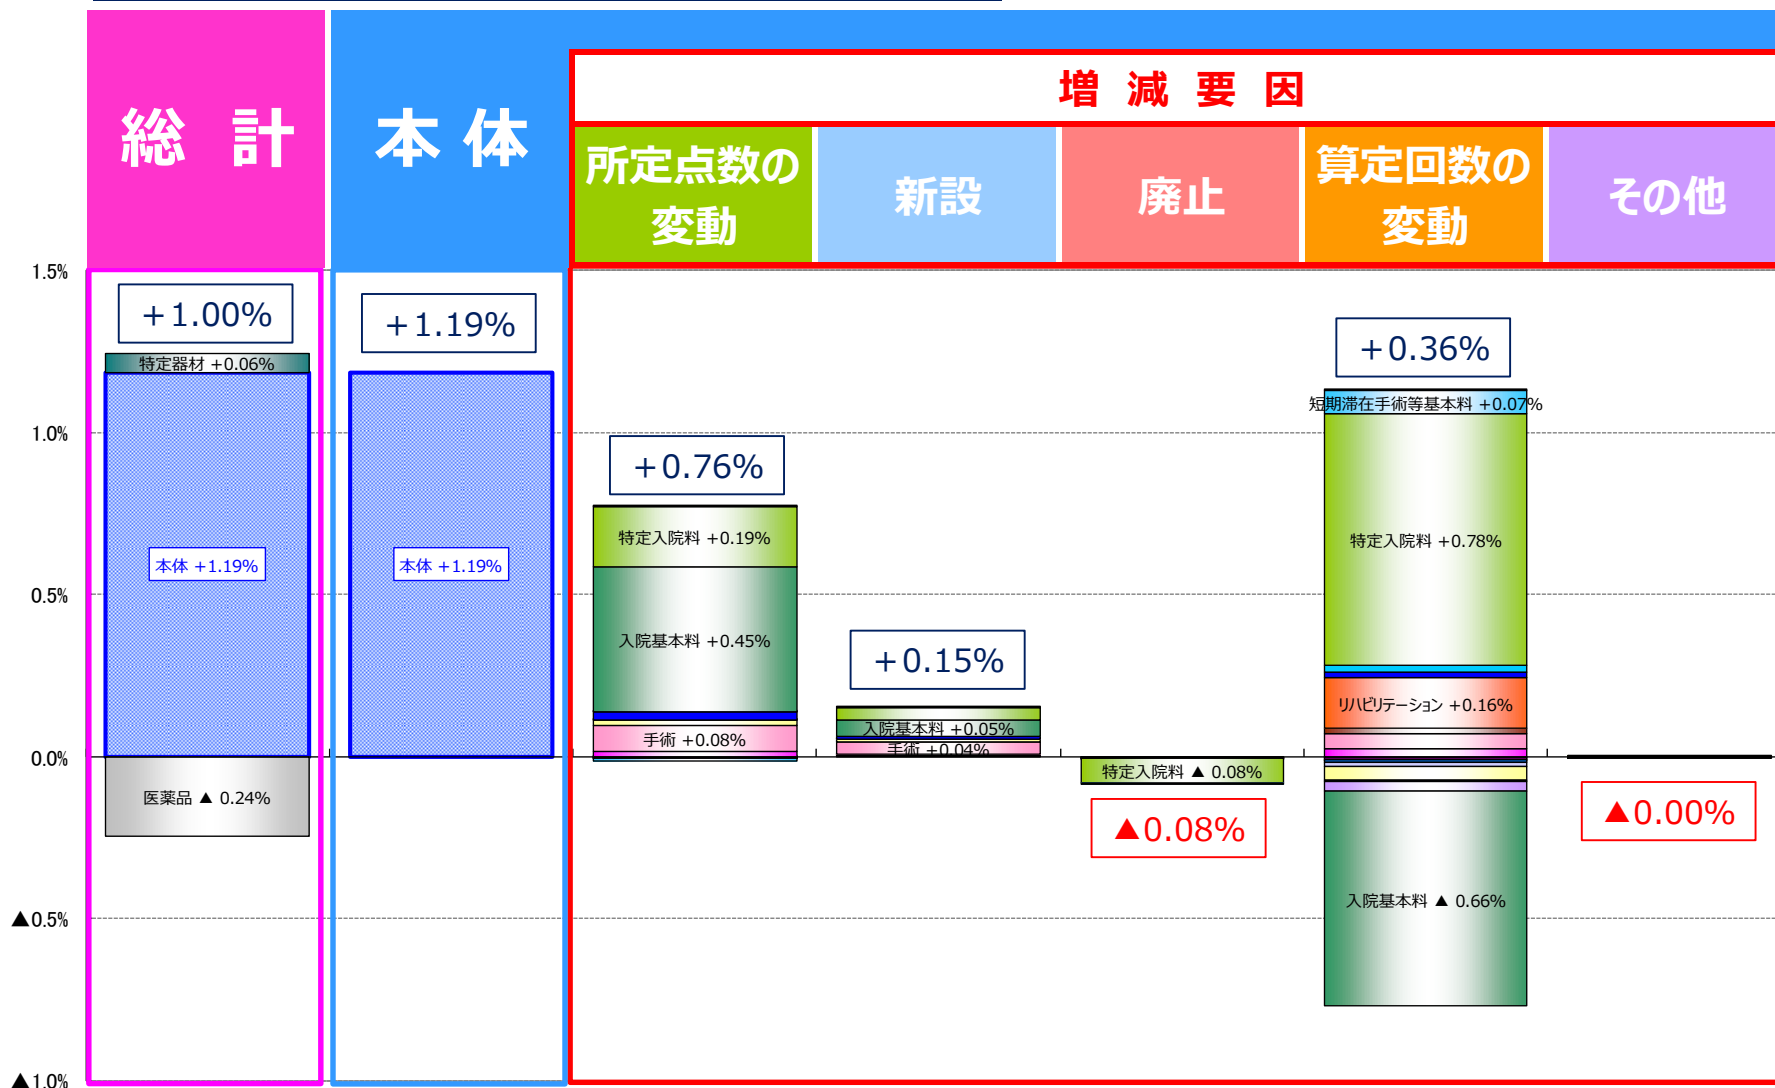 総 計
本 体
増 減 要 因
所定点数の
変動
新設
廃止
算定回数の
変動
その他
1.5%
1.0%
0.5%
0.0%
▲0.5%
▲1.0%
+1.00%
特定器材 +0.06%
本体 +1.19%
医薬品 ▲ 0.24%
+1.19%
本体 +1.19%
+0.76%
特定入院料 +0.19%
入院基本料 +0.45%
手術 +0.08%
+0.15%
入院基本料 +0.05%
手術 +0.04%
特定入院料 ▲ 0.08%
▲0.08%
+0.36%
短期滞在手術等基本料 +0.07%
特定入院料 +0.78%
リハビリテーション +0.16%
入院基本料 ▲ 0.66%
▲0.00%